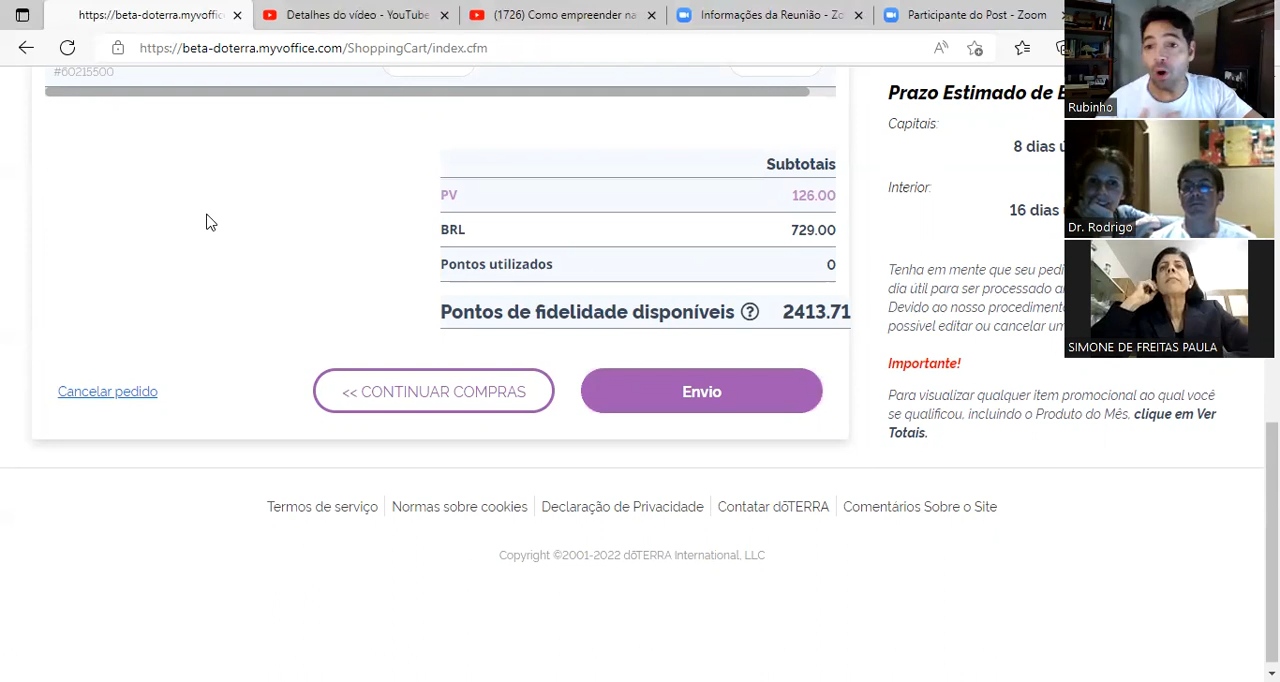 https://beta-doterra.myvoffic
Detalhes do vídeo - YouTube
(1726) Como empreender na
Informações da Reunião - Zo
Participante do Post - Zoom
https://beta-doterra.myvoffice.com/ShoppingCart/index.cfm
#60215500
Subtotais
PV 126.00
BRL 729.00
Pontos utilizados 0
Pontos de fidelidade disponíveis ? 2413.71
Cancelar pedido
<< CONTINUAR COMPRAS
Envio
Prazo Estimado de E
Capitais:
8 dias ú
Interior:
16 dias
Tenha em mente que seu pedi
dia útil para ser processado a
Devido ao nosso procedimento
possível editar ou cancelar um
Importante!
Para visualizar qualquer item promocional ao qual você
se qualificou, incluindo o Produto do Mês, clique em Ver
Totais.
Rubinho
Dr. Rodrigo
SIMONE DE FREITAS PAULA
Termos de serviço
Normas sobre cookies
Declaração de Privacidade
Contatar dōTERRA
Comentários Sobre o Site
Copyright ©2001-2022 dōTERRA International, LLC